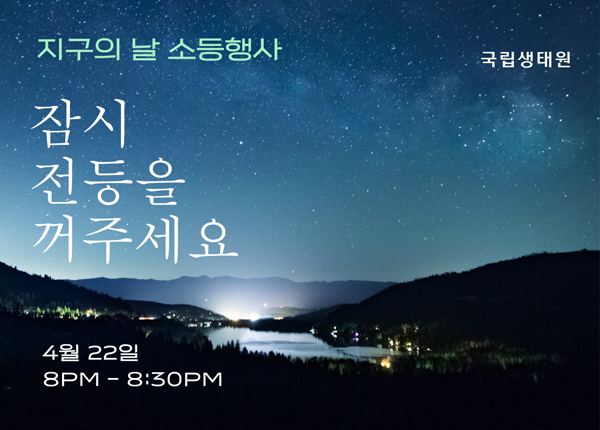 지구의 날 소등행사
국립생태원
잠시
전등을
꺼주세요
4월 22일
8PM - 8:30PM